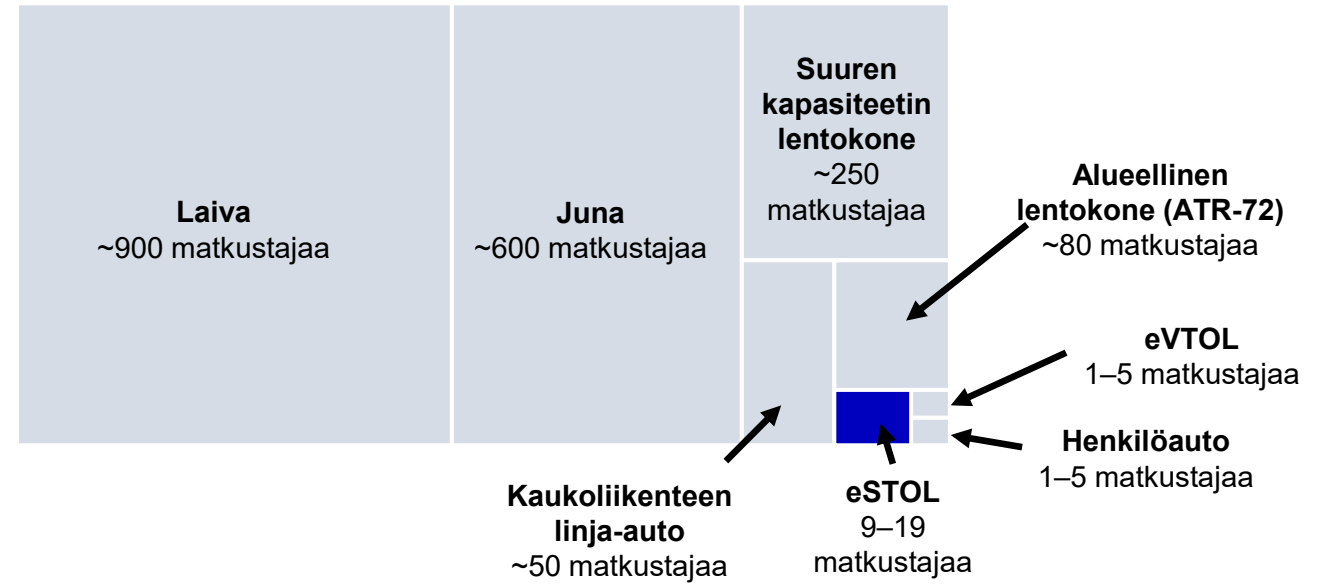 Laiva
~900 matkustajaa
Juna
~600 matkustajaa
Suuren
kapasiteetin
lentokone
~250
matkustajaa
Alueellinen
lentokone (ATR-72)
~80 matkustajaa
eVTOL
1–5 matkustajaa
Henkilöauto
1–5 matkustajaa
Kaukoliikenteen
linja-auto
~50 matkustajaa
eSTOL
9–19
matkustajaa